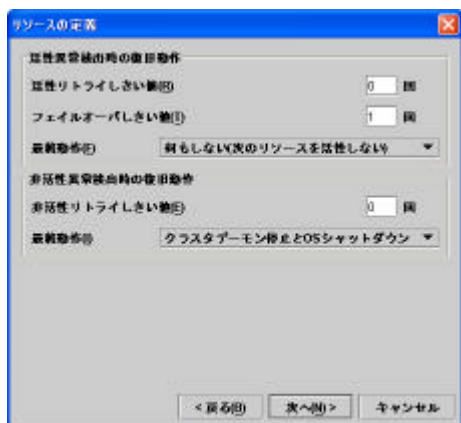 リソースの定義
活性異常検出時の復旧動作
活性リトライしきい値(R) 0 回
フェイルオーバしきい値(T) 1 回
最終動作(F) 何もしない(次のリソースを活性しない)
非活性異常検出時の復旧動作
非活性リトライしきい値(E) 0 回
最終動作(I) クラスタデーモン停止とOSシャットダウン
< 戻る(B) 次へ(N) > キャンセル